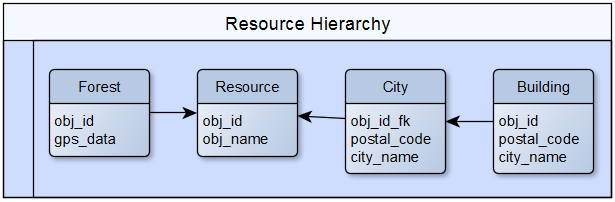 Resource Hierarchy
Forest
obj_id
gps_data
Resource
obj_id
obj_name
City
obj_id_fk
postal_code
city_name
Building
obj_id
postal_code
city_name